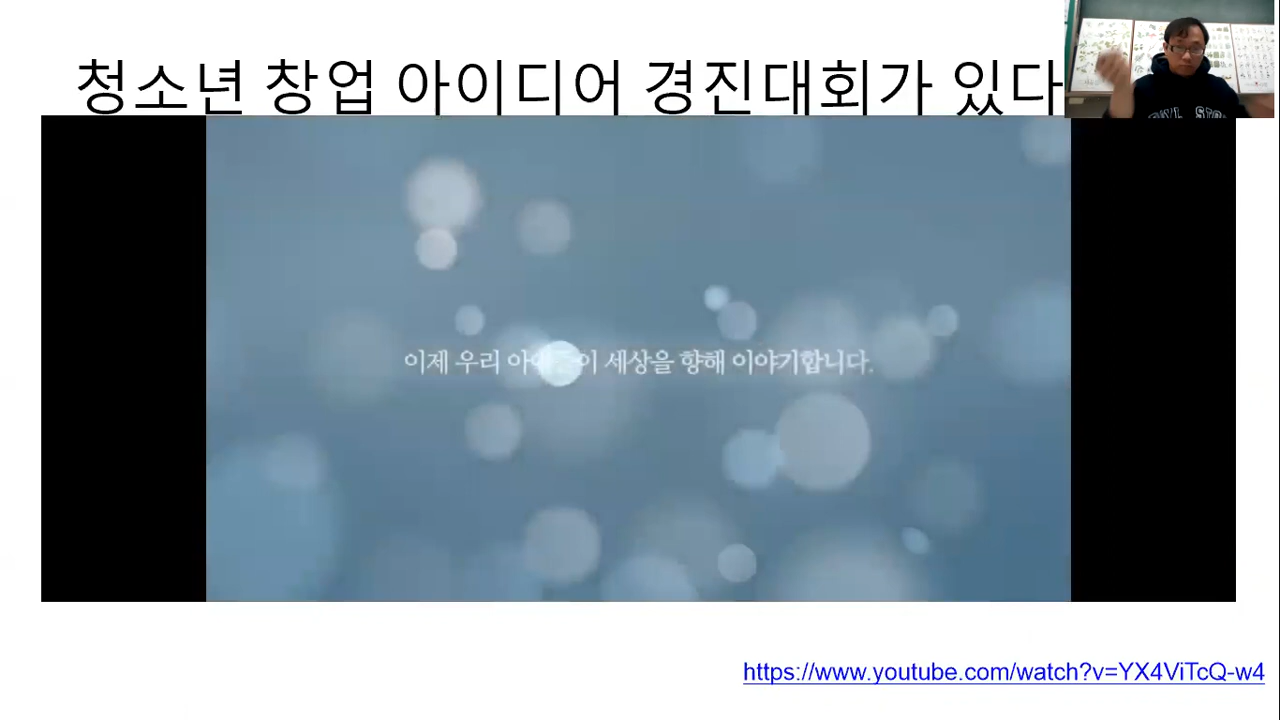 청소년 창업 아이디어 경진대회가 있다
이제 우리 이 세상을 향해 이야기합니다.
https://www.youtube.com/watch?v=YX4ViTcQ-w4